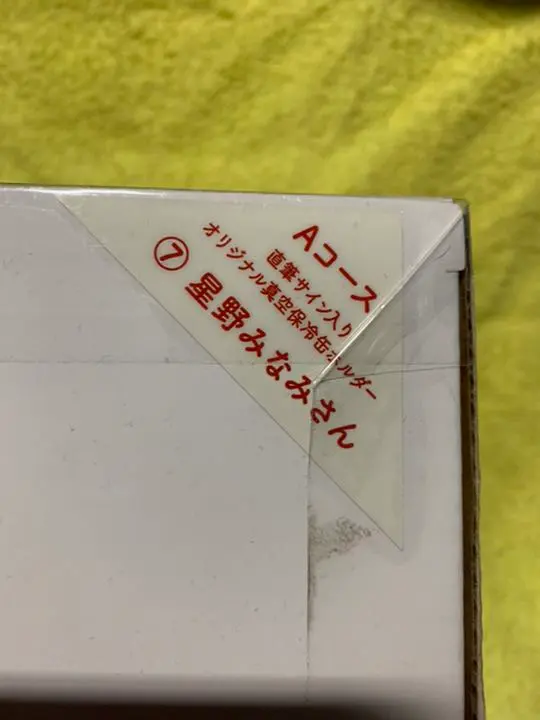 Aコース
直筆サイン入り
オリジナル真空保冷缶ホルダー
⑦ 星野みなみさん